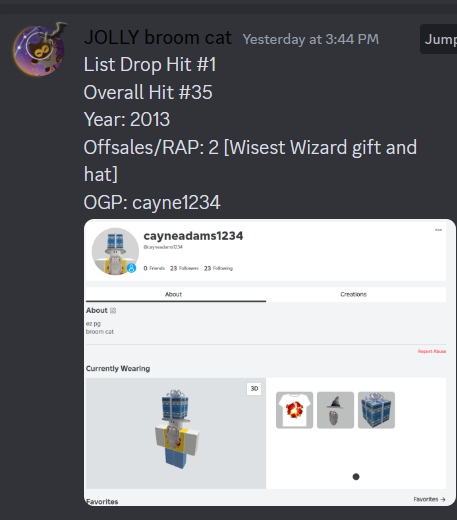 JOLLY broom cat Yesterday at 3:44 PM Jump
List Drop Hit #1
Overall Hit #35
Year: 2013
Offsales/RAP: 2 [Wisest Wizard gift and
hat]
OGP: cayne1234
cayneadams1234
@cayneadams1234
0 Friends 23 Followers 23 Following
About Creations
About
ez pg
broom cat
Report Abuse
Currently Wearing
3D
Favorites Favorites →